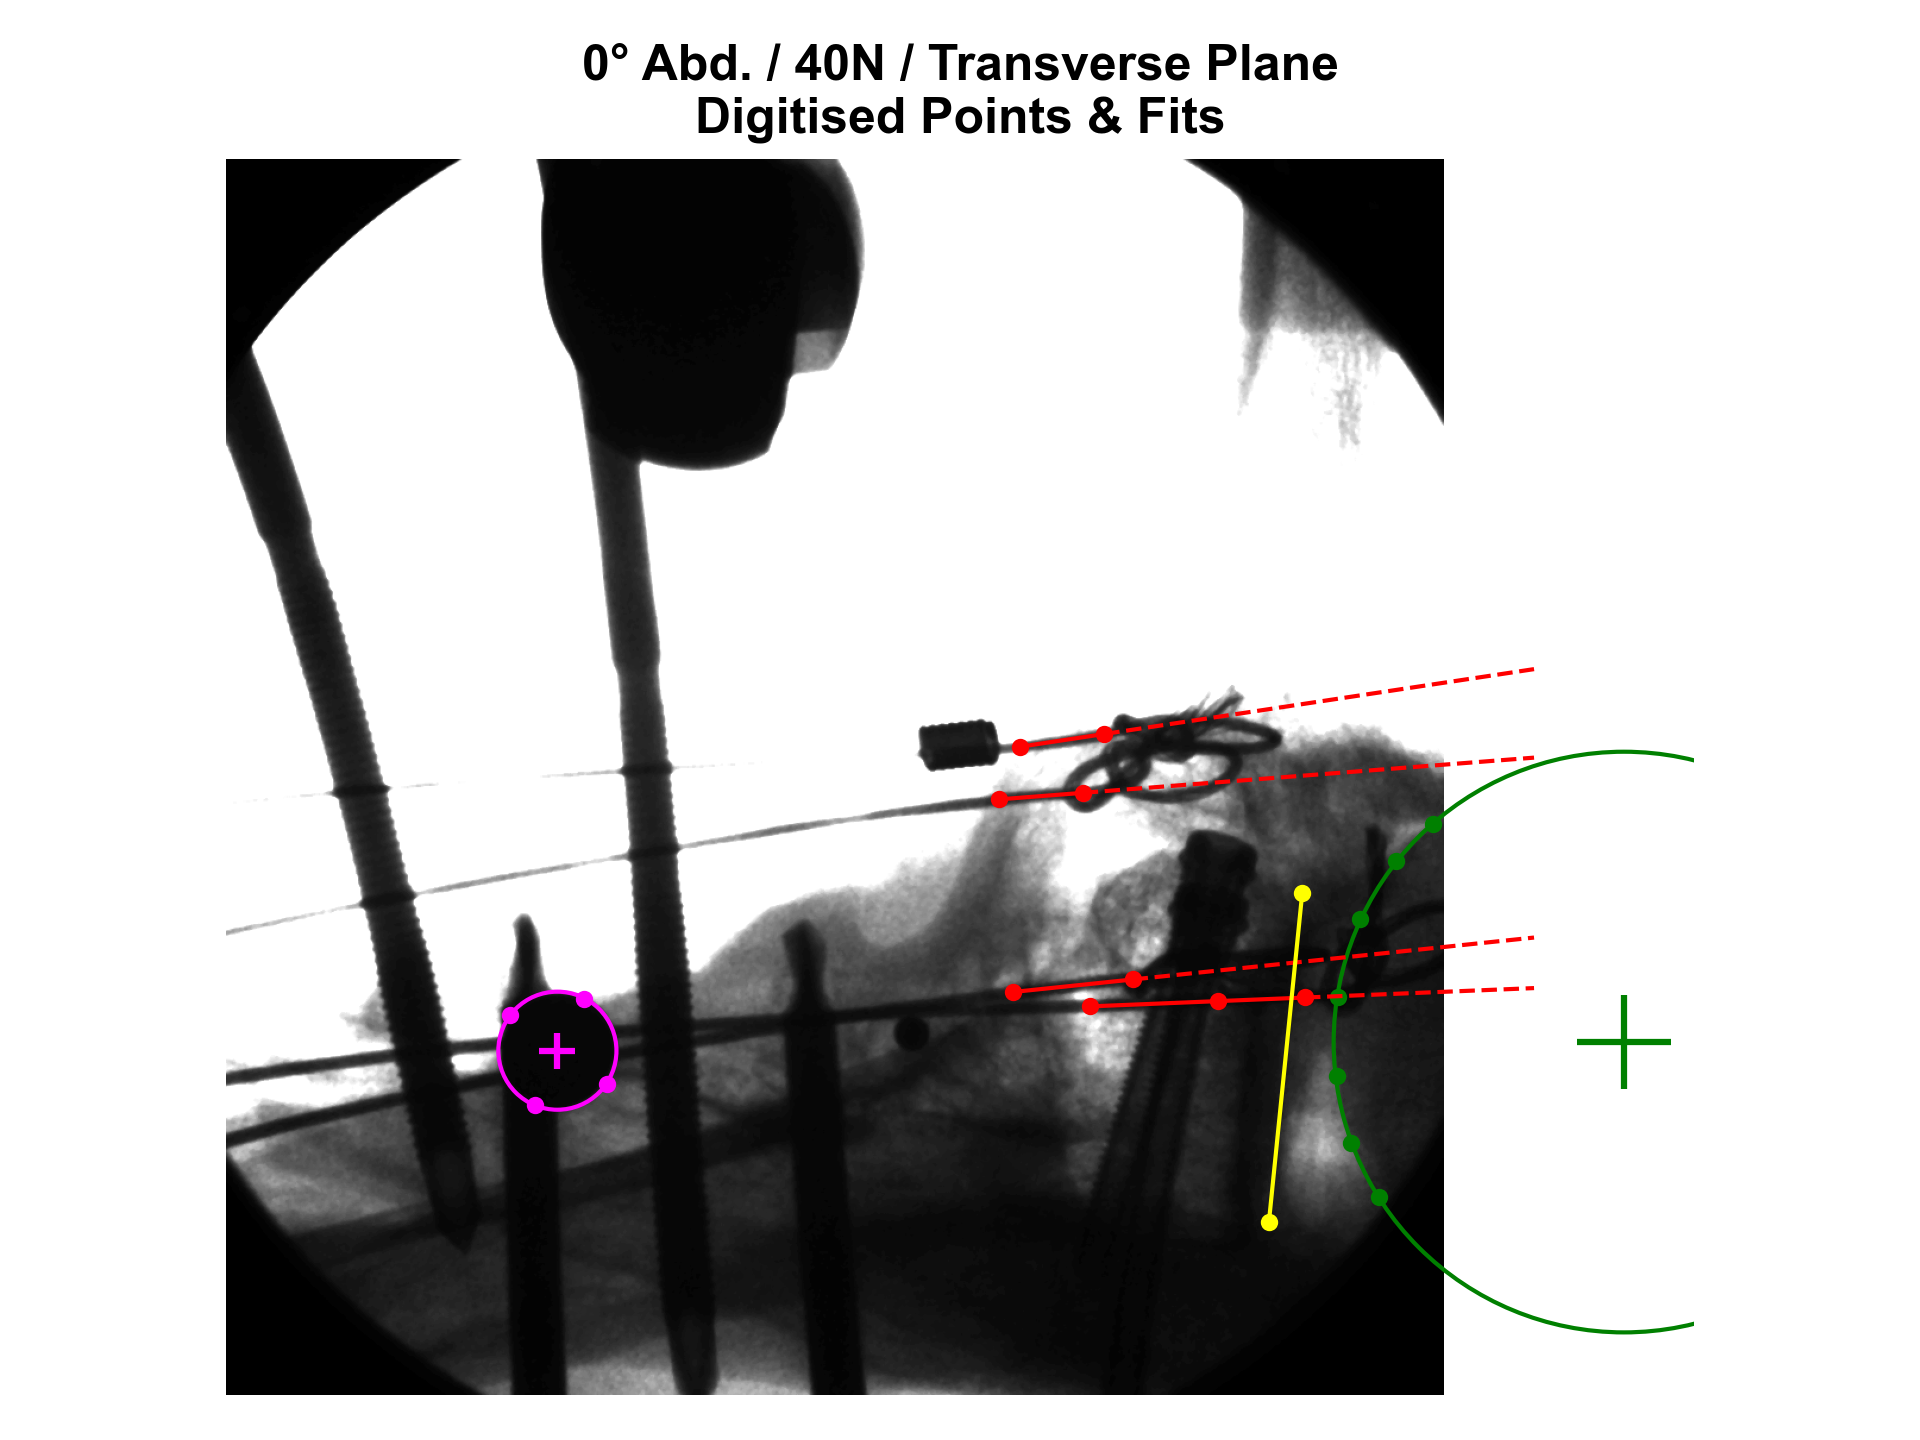 0° Abd. / 40N / Transverse Plane
Digitised Points & Fits